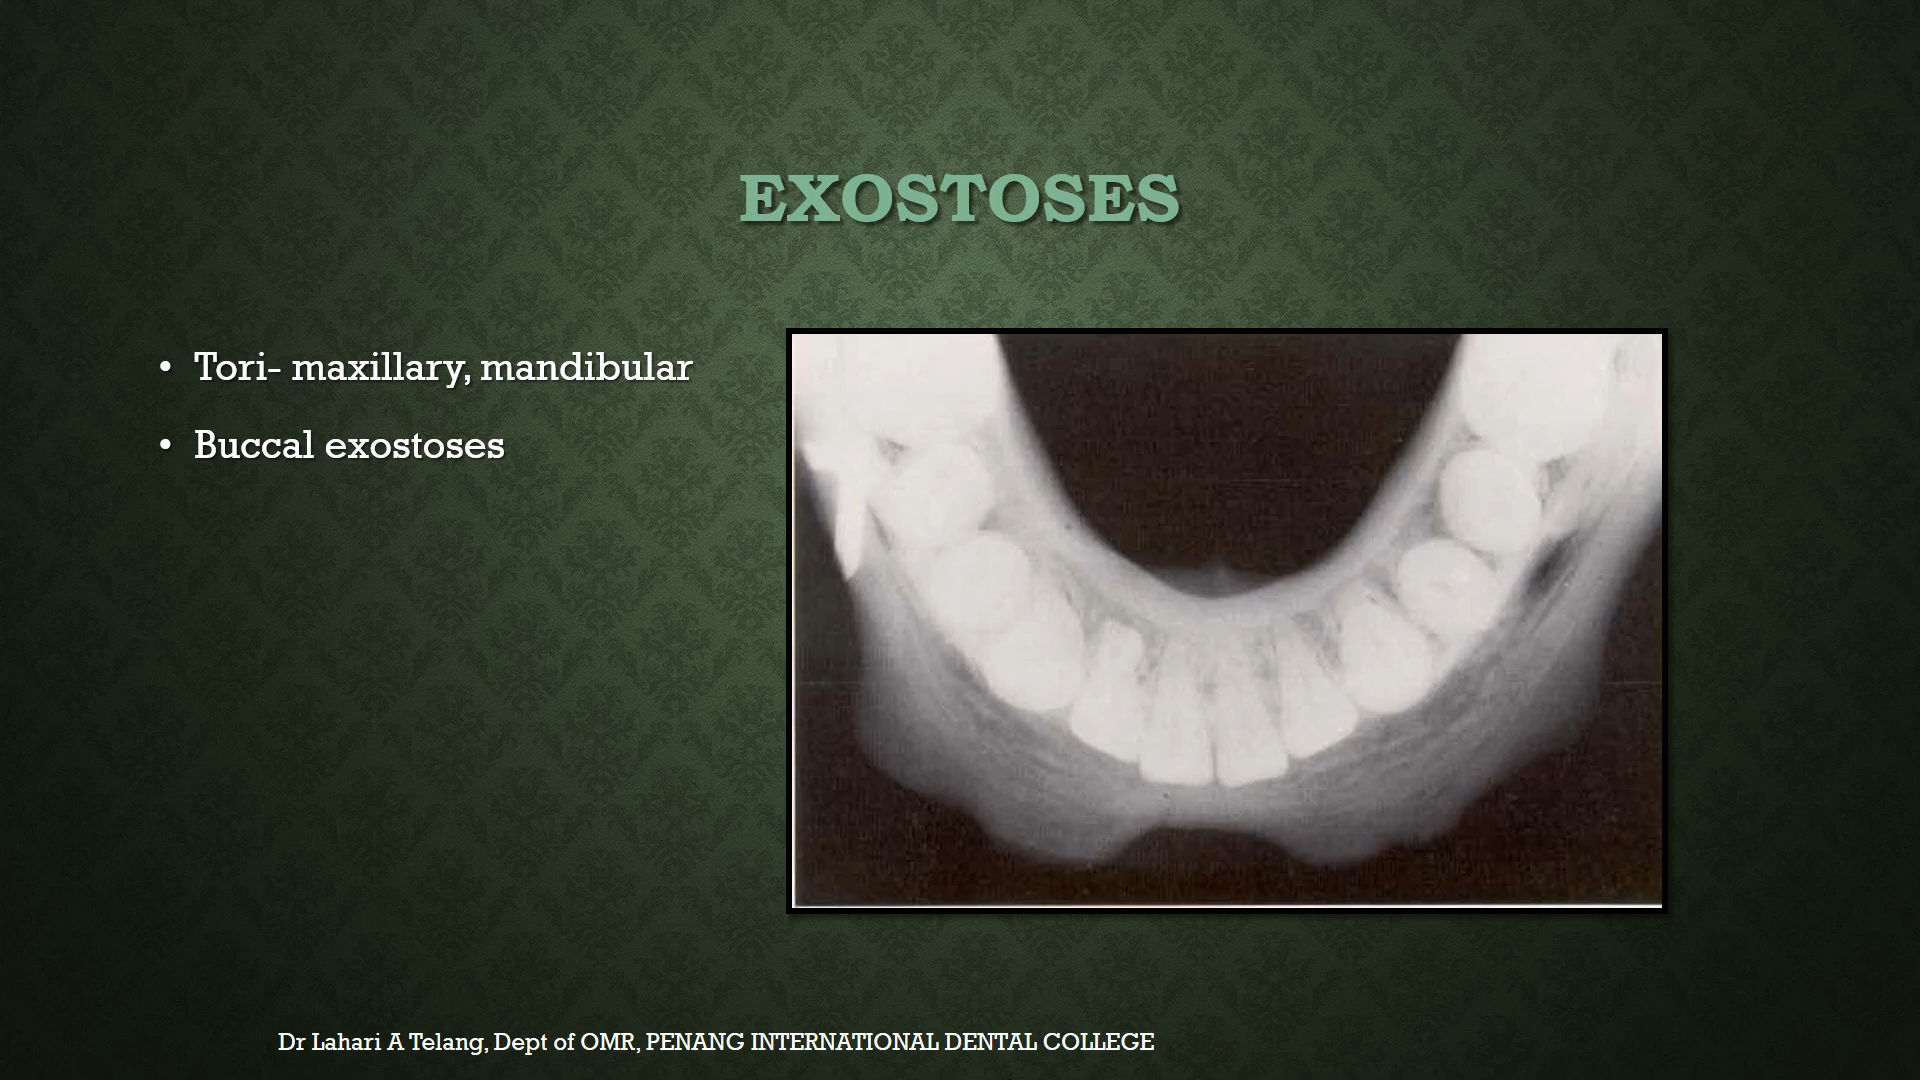 EXOSTOSES
• Tori- maxillary, mandibular
• Buccal exostoses
Dr Lahari A Telang, Dept of OMR, PENANG INTERNATIONAL DENTAL COLLEGE